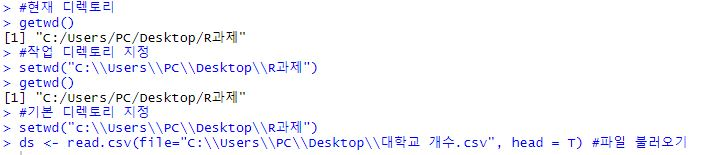 > #현재 디렉토리
> getwd()
[1] "C:/Users/PC/Desktop/R과제"
> #작업 디렉토리 지정
> setwd("C:\\Users\\PC\\Desktop\\R과제")
> getwd()
[1] "C:/Users/PC/Desktop/R과제"
> #기본 디렉토리 지정
> setwd("C:\\Users\\PC\\Desktop\\R과제")
> ds <- read.csv(file="C:\\Users\\PC\\Desktop\\대학교 개수.csv", head = T) #파일 불러오기